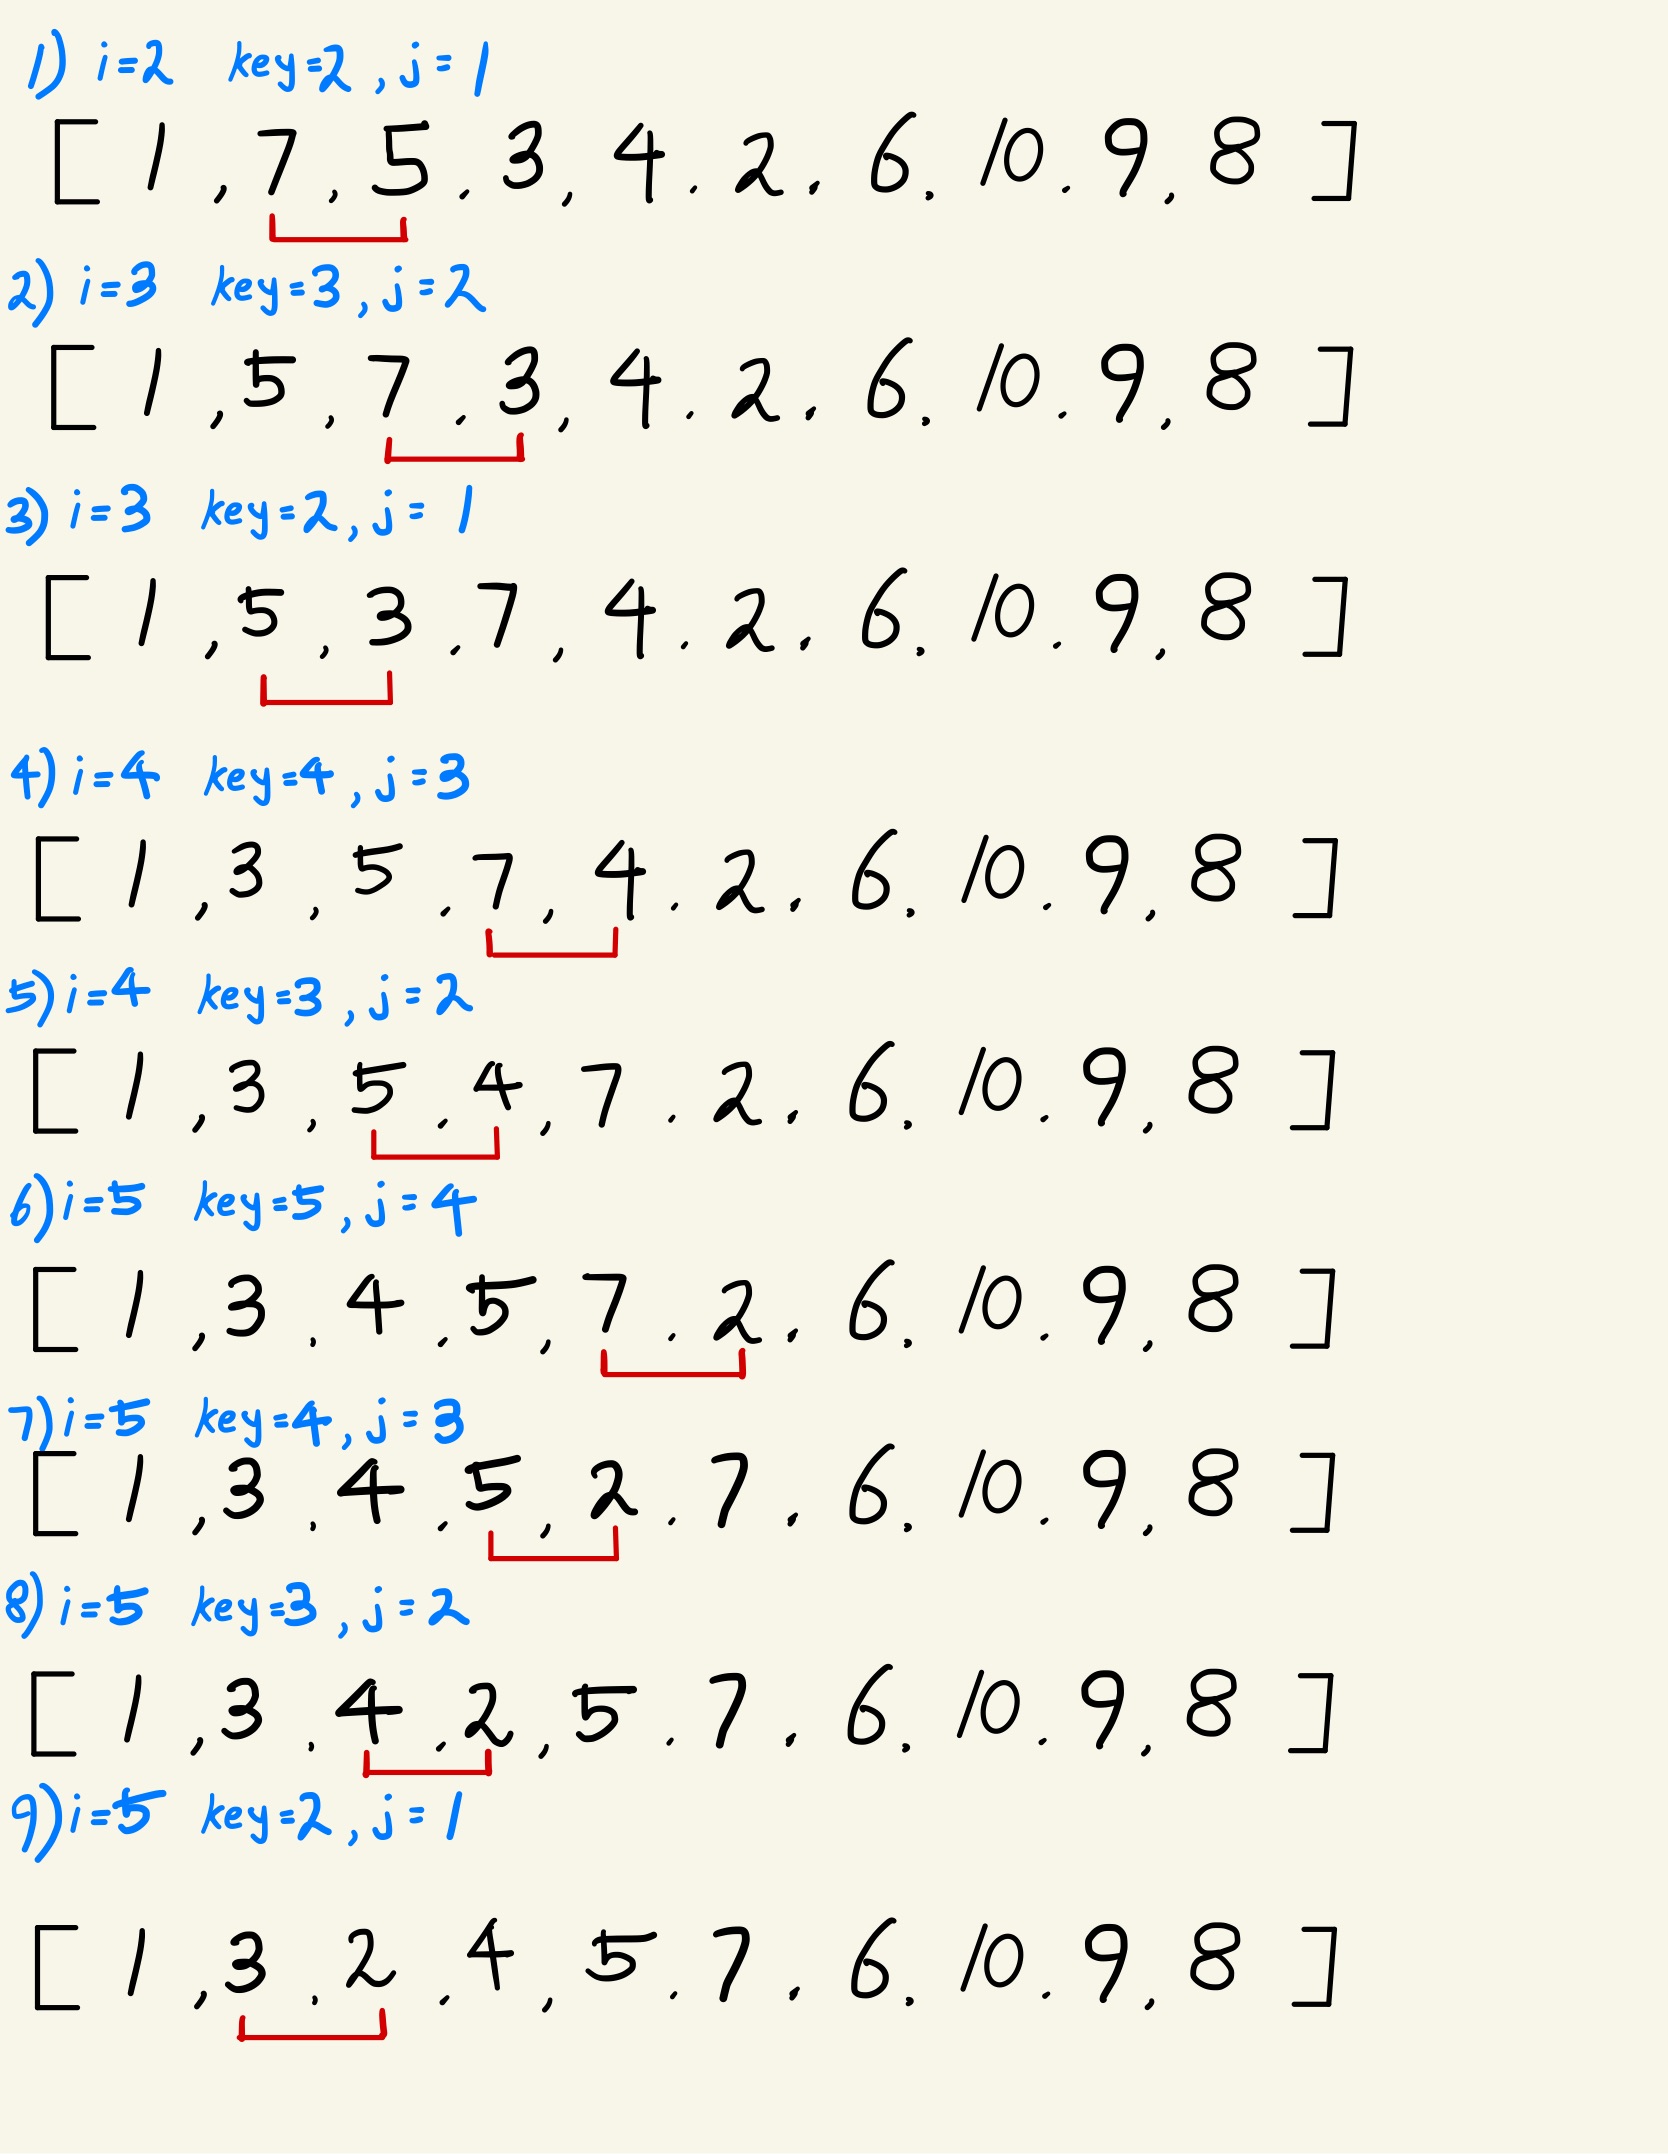 1) i=2 key=2, j=1
[ 1, 7, 5. 3, 4. 2. 6. 10. 9, 8 ]
2) i=3 key=3, j=2
[ 1, 5, 7. 3, 4. 2. 6. 10. 9, 8 ]
3) i=3 key=2, j=1
[ 1, 5, 3. 7, 4. 2. 6. 10. 9, 8 ]
4) i=4 key=4, j=3
[ 1, 3, 5. 7, 4. 2. 6. 10. 9, 8 ]
5) i=4 key=3, j=2
[ 1, 3, 5. 4, 7. 2. 6. 10. 9, 8 ]
6) i=5 key=5, j=4
[ 1, 3. 4. 5, 7. 2. 6. 10. 9, 8 ]
7) i=5 key=4, j=3
[ 1, 3. 4. 5, 2. 7. 6. 10. 9, 8 ]
8) i=5 key=3, j=2
[ 1, 3. 4. 2, 5. 7. 6. 10. 9, 8 ]
9) i=5 key=2, j=1
[ 1, 3. 2. 4, 5. 7. 6. 10. 9, 8 ]